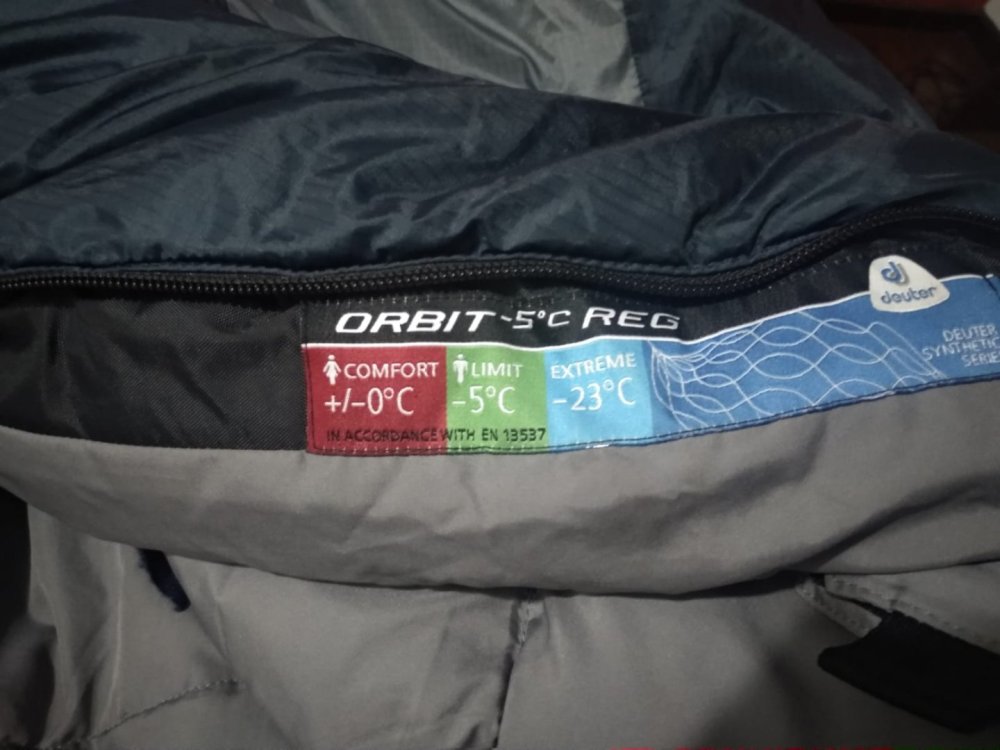 deuter
ORBIT -5°C REG
DEUTER
SYNTHETIC
SERIE
COMFORT
+/-0°C
LIMIT
-5°C
EXTREME
-23°C
IN ACCORDANCE WITH EN 13537